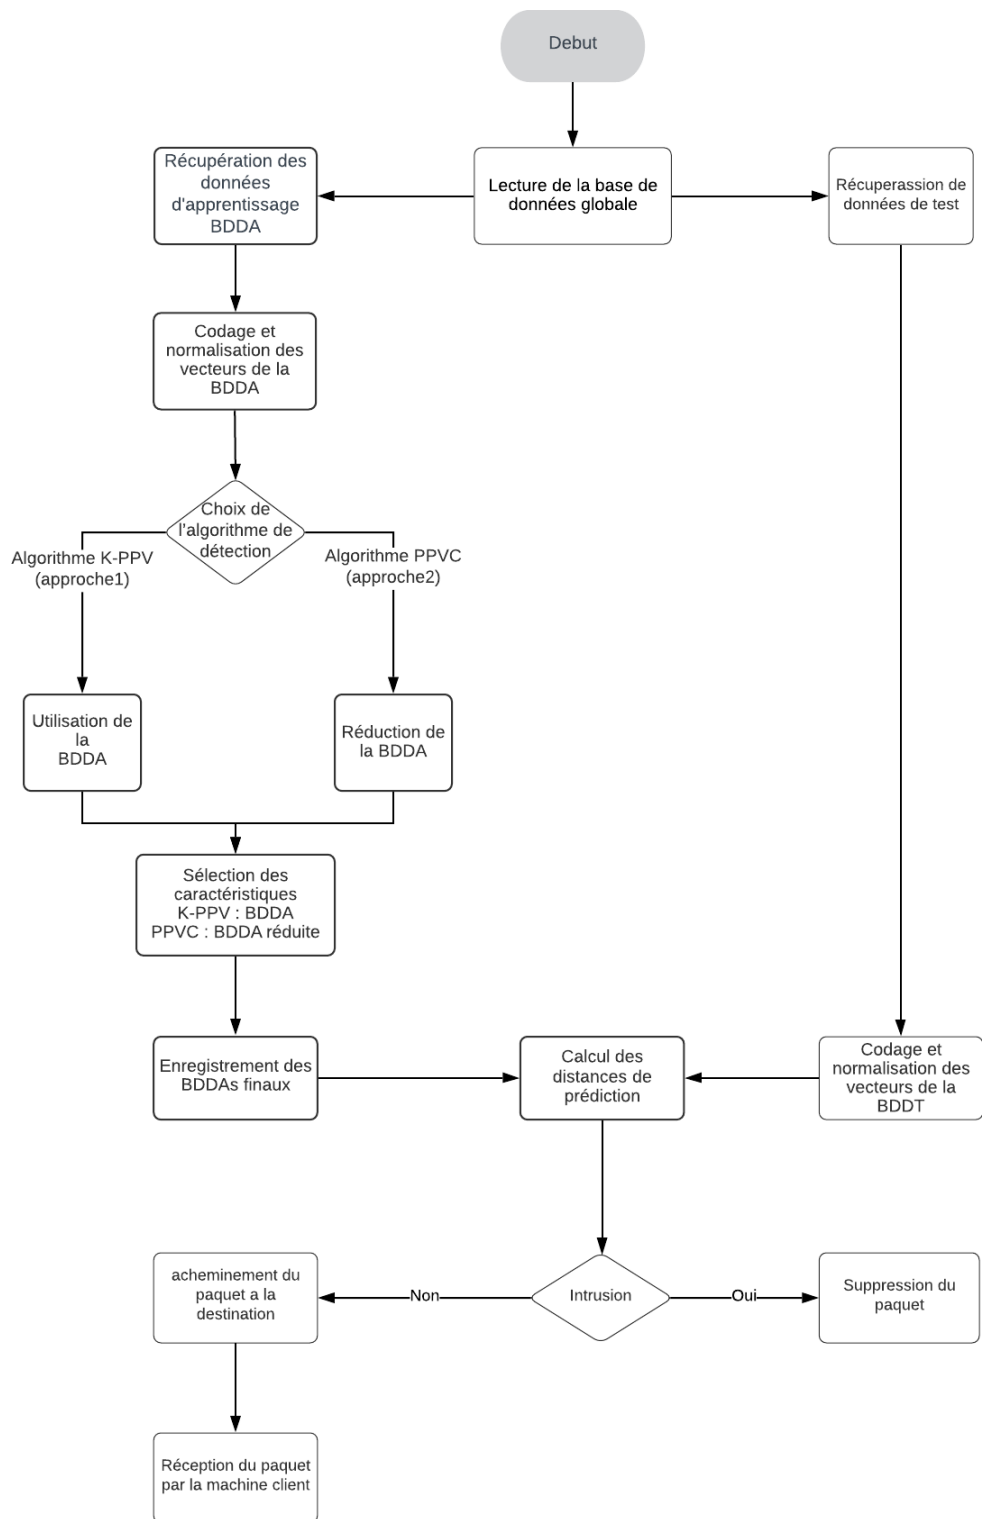 Debut
Récupération des
données
d'apprentissage
BDDA
Lecture de la base de
données globale
Récuperassion de
données de test
Codage et
normalisation des
vecteurs de la
BDDA
Choix de
l'algorithme de
détection
Algorithme K-PPV
(approche1)
Algorithme PPVC
(approche2)
Utilisation de
la
BDDA
Réduction de
la BDDA
Sélection des
caractéristiques
K-PPV : BDDA
PPVC : BDDA réduite
Enregistrement des
BDDAs finaux
Calcul des
distances de
prédiction
Codage et
normalisation des
vecteurs de la
BDDT
acheminement du
paquet a la
destination
Non
Intrusion
Oui
Suppression du
paquet
Réception du paquet
par la machine client